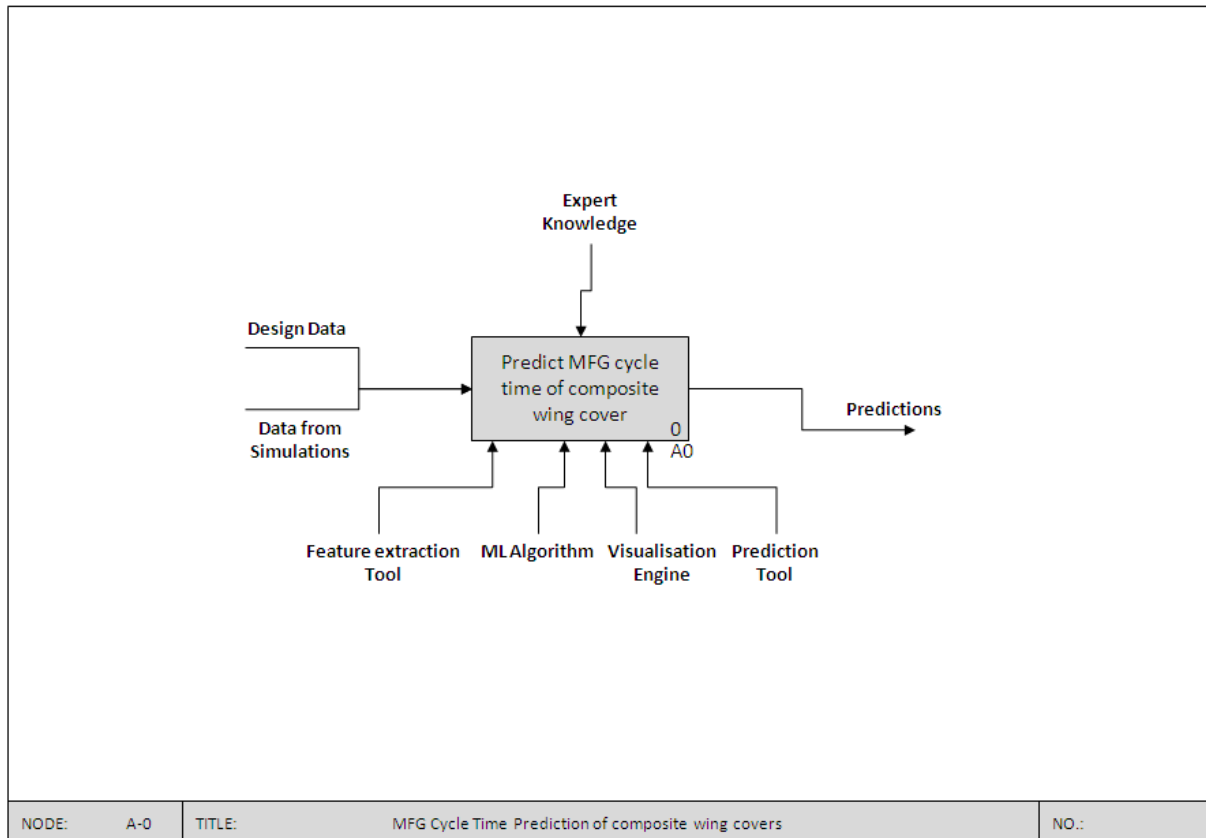 Expert
Knowledge
Design Data
Data from
Simulations
Predict MFG cycle
time of composite
wing cover
0
A0
Predictions
Feature extraction
Tool
ML Algorithm
Visualisation
Engine
Prediction
Tool
NODE: A-0 TITLE: MFG Cycle Time Prediction of composite wing covers NO.: